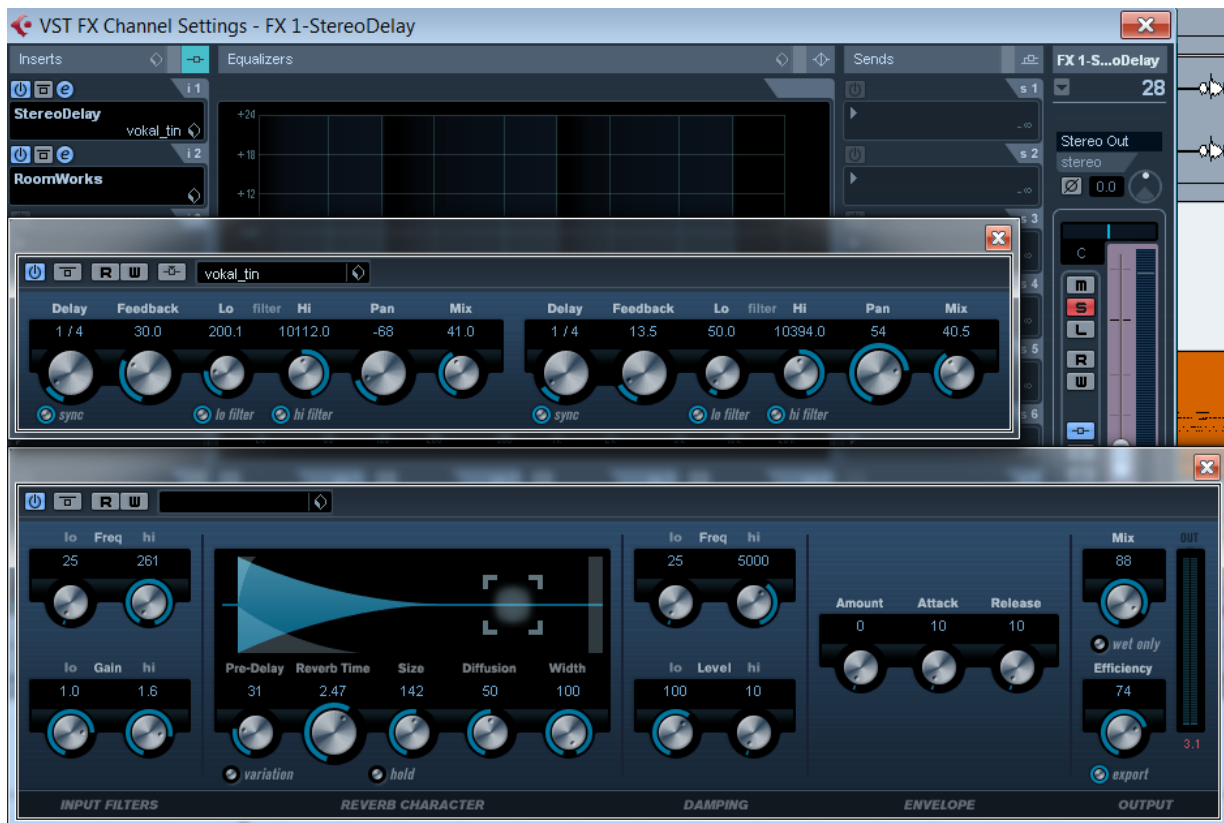 VST FX Channel Settings - FX 1-StereoDelay
Inserts Equalizers Sends FX 1-S...oDelay
e i 1 s 1 28
StereoDelay +24
vokal_tin -∞
Stereo Out
e i 2 +18 s 2 stereo
RoomWorks 0.0
+12 -∞
s 3
C
R W vokal_tin
s 4 m
Delay Feedback Lo filter Hi Pan Mix Delay Feedback Lo filter Hi Pan Mix S
1 / 4 30.0 200.1 10112.0 -68 41.0 1 / 4 13.5 50.0 10394.0 54 40.5 L
s 5 R
W
sync lo filter hi filter sync lo filter hi filter s 6
R W
lo Freq hi lo Freq hi Mix OUT
25 261 25 5000 88
Amount Attack Release
0 10 10
wet only
lo Gain hi Pre-Delay Reverb Time Size Diffusion Width lo Level hi Efficiency
1.0 1.6 31 2.47 142 50 100 100 10 74
3.1
variation hold export
INPUT FILTERS REVERB CHARACTER DAMPING ENVELOPE OUTPUT